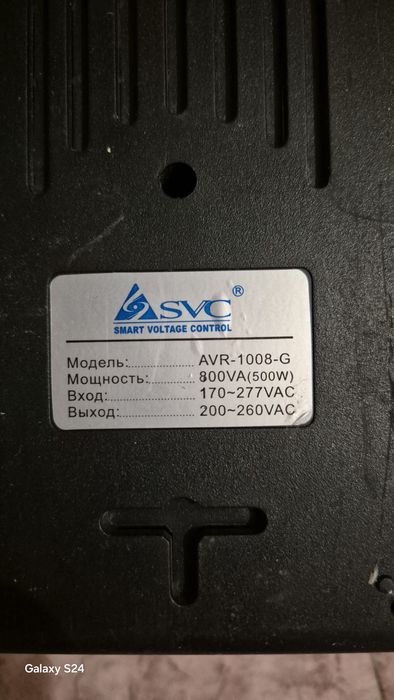 SVC®
SMART VOLTAGE CONTROL
Модель:.................. AVR-1008-G
Мощность:............ 800VA(500W)
Вход:........................ 170~277VAC
Выход:..................... 200~260VAC
Galaxy S24